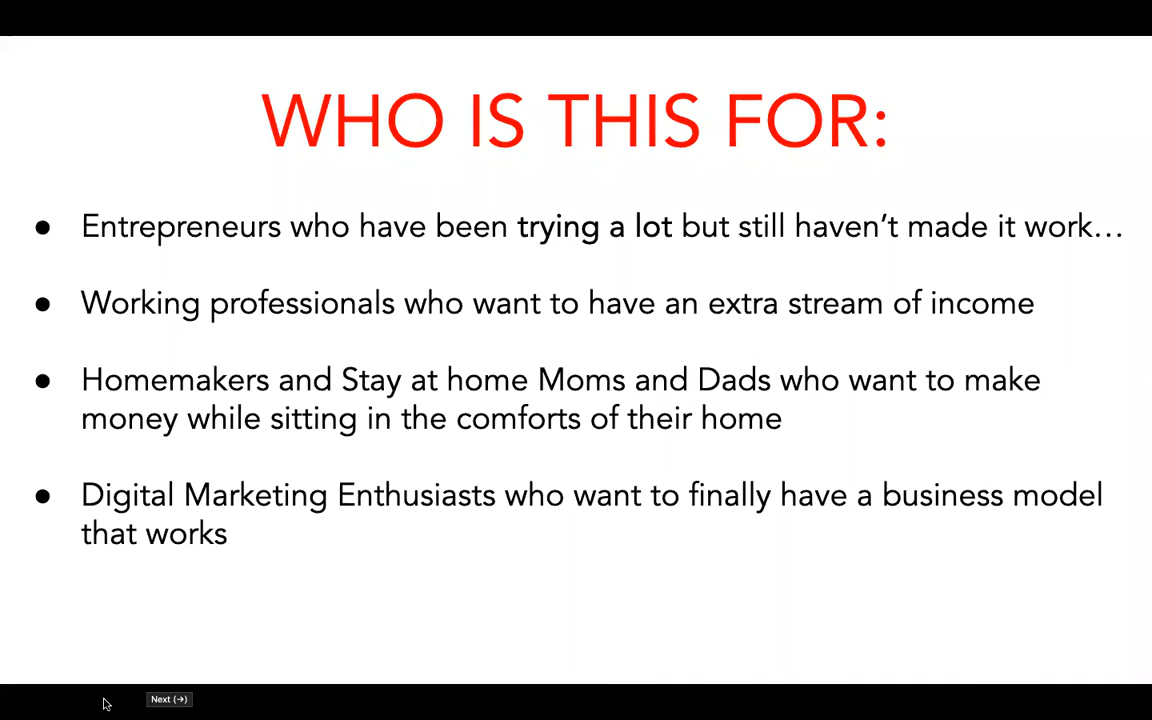 WHO IS THIS FOR:
● Entrepreneurs who have been trying a lot but still haven’t made it work…
● Working professionals who want to have an extra stream of income
● Homemakers and Stay at home Moms and Dads who want to make
money while sitting in the comforts of their home
● Digital Marketing Enthusiasts who want to finally have a business model
that works
Next (→)